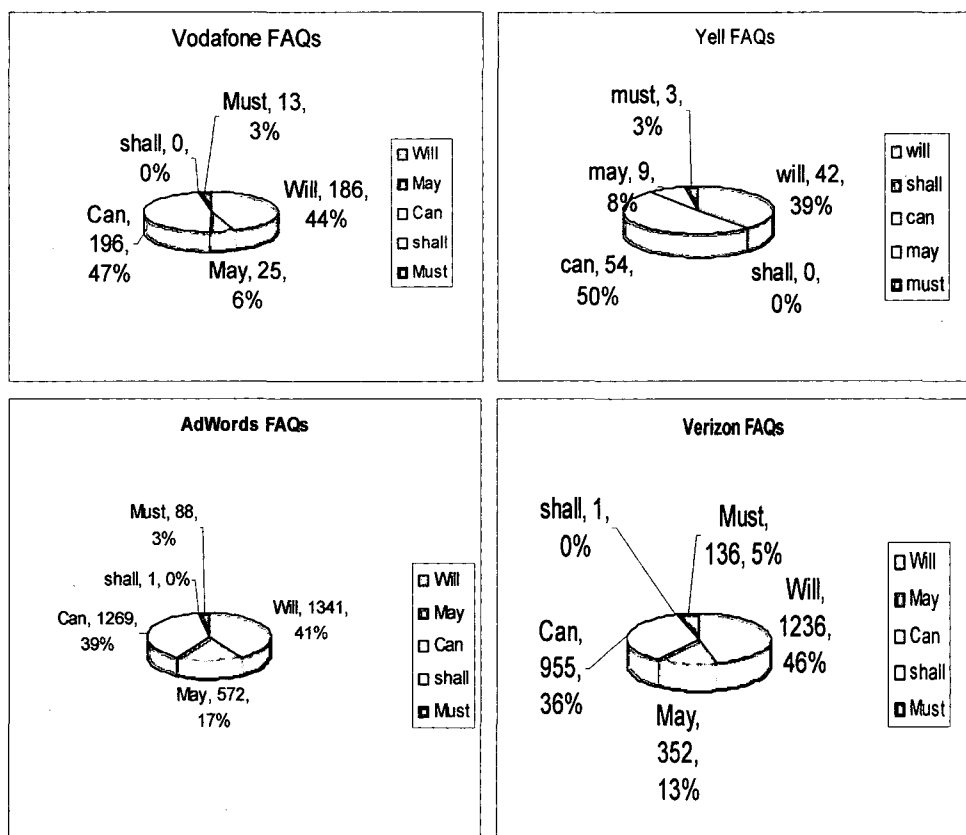 Vodafone FAQs
Must, 13,
3%
shall, 0,
0%
Will, 186,
44%
Can,
196,
47%
May, 25,
6%
Will
May
Can
shall
Must
Yell FAQs
must, 3,
3%
may, 9,
8%
will, 42,
39%
can, 54,
50%
shall, 0,
0%
will
shall
can
may
must
AdWords FAQs
Must, 88,
3%
shall, 1, 0%
Can, 1269,
39%
Will, 1341,
41%
May, 572,
17%
Will
May
Can
shall
Must
Verizon FAQs
shall, 1,
0%
Must,
136, 5%
Will,
1236,
46%
Can,
955,
36%
May,
352,
13%
Will
May
Can
shall
Must